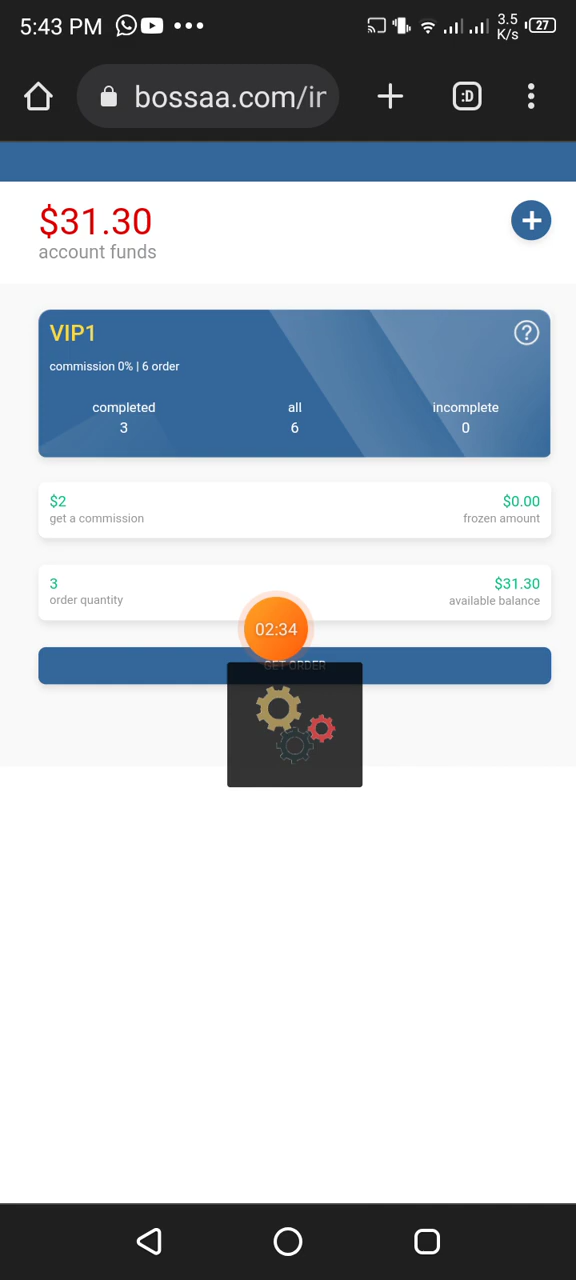 5:43 PM
3.5
K/s
27
:D
bossaa.com/ir
$31.30
account funds
VIP1
commission 0% | 6 order
completed
all
incomplete
3
6
0
$2
$0.00
get a commission
frozen amount
3
$31.30
order quantity
available balance
02:34
GET ORDER